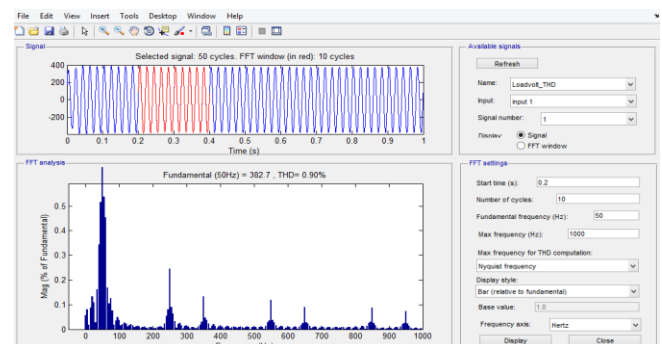 File Edit View Insert Tools Desktop Window Help
Signal
Selected signal: 50 cycles. FFT window (in red): 10 cycles
400
200
0
-200
0 0.1 0.2 0.3 0.4 0.5 0.6 0.7 0.8 0.9 1
Time (s)
FFT analysis
Fundamental (50Hz) = 382.7 , THD= 0.90%
Mag (% of Fundamental)
0.5
0.4
0.3
0.2
0.1
0
0 100 200 300 400 500 600 700 800 900 1000
Available signals
Refresh
Name: Loadvolt_THD
Input: input 1
Signal number: 1
Display: Signal
FFT window
FFT settings
Start time (s): 0.2
Number of cycles: 10
Fundamental frequency (Hz): 50
Max frequency (Hz): 1000
Max frequency for THD computation:
Nyquist frequency
Display style:
Bar (relative to fundamental)
Base value: 1.0
Frequency axis: Hertz
Display Close